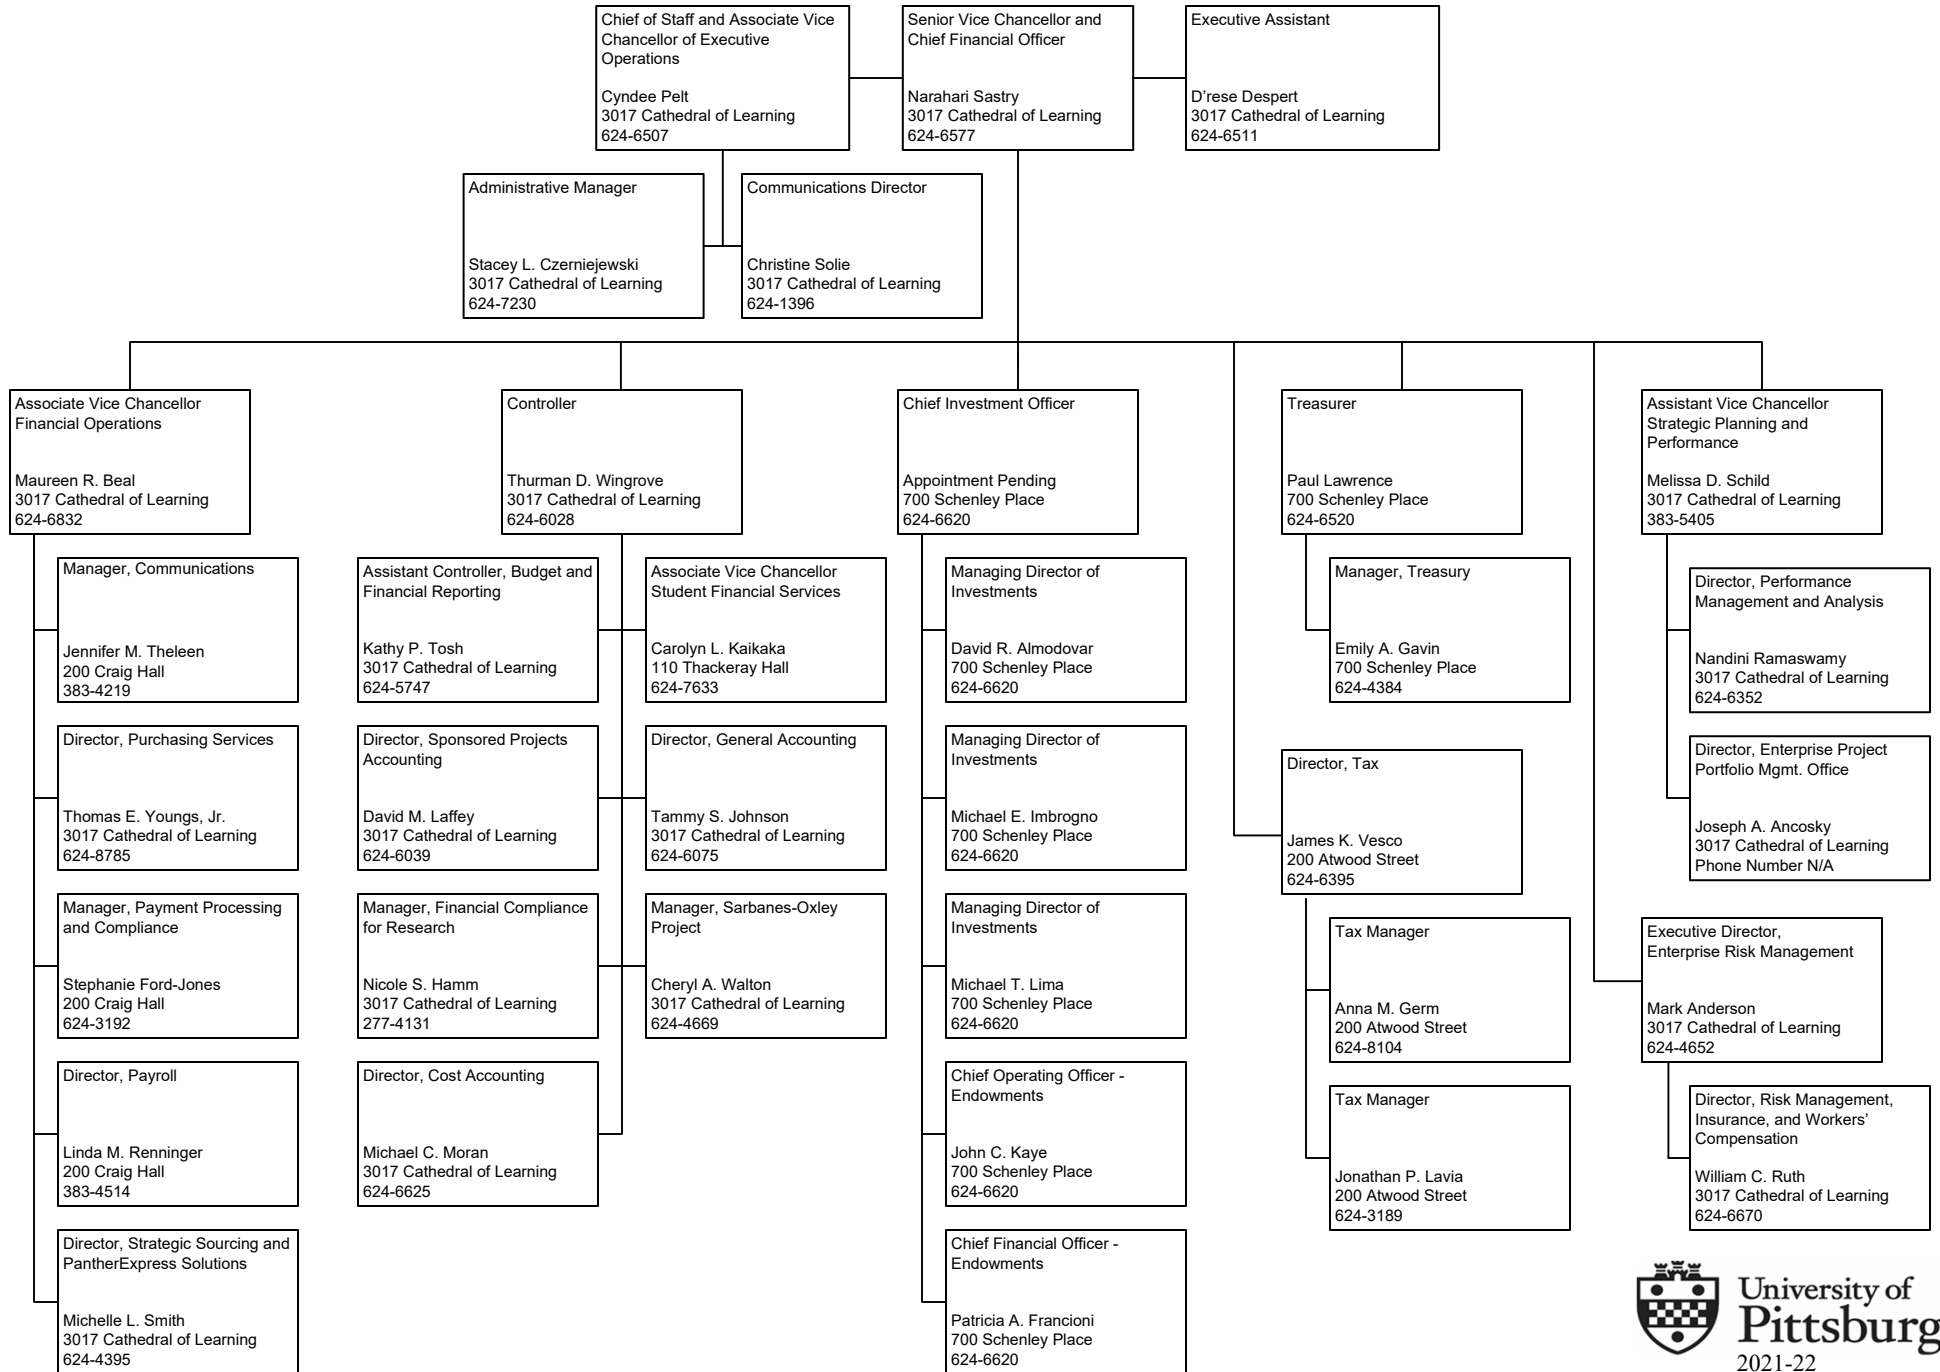 Chief of Staff and Associate Vice
Chancellor of Executive
Operations
Cyndee Pelt
3017 Cathedral of Learning
624-6507
Senior Vice Chancellor and
Chief Financial Officer
Narahari Sastry
3017 Cathedral of Learning
624-6577
Executive Assistant
D’rese Despert
3017 Cathedral of Learning
624-6511
Administrative Manager
Stacey L. Czerniejewski
3017 Cathedral of Learning
624-7230
Communications Director
Christine Solie
3017 Cathedral of Learning
624-1396
Associate Vice Chancellor
Financial Operations
Maureen R. Beal
3017 Cathedral of Learning
624-6832
Manager, Communications
Jennifer M. Theleen
200 Craig Hall
383-4219
Director, Purchasing Services
Thomas E. Youngs, Jr.
3017 Cathedral of Learning
624-8785
Manager, Payment Processing
and Compliance
Stephanie Ford-Jones
200 Craig Hall
624-3192
Director, Payroll
Linda M. Renninger
200 Craig Hall
383-4514
Director, Strategic Sourcing and
PantherExpress Solutions
Michelle L. Smith
3017 Cathedral of Learning
624-4395
Controller
Thurman D. Wingrove
3017 Cathedral of Learning
624-6028
Assistant Controller, Budget and
Financial Reporting
Kathy P. Tosh
3017 Cathedral of Learning
624-5747
Associate Vice Chancellor
Student Financial Services
Carolyn L. Kaikaka
110 Thackeray Hall
624-7633
Director, Sponsored Projects
Accounting
David M. Laffey
3017 Cathedral of Learning
624-6039
Director, General Accounting
Tammy S. Johnson
3017 Cathedral of Learning
624-6075
Manager, Financial Compliance
for Research
Nicole S. Hamm
3017 Cathedral of Learning
277-4131
Manager, Sarbanes-Oxley
Project
Cheryl A. Walton
3017 Cathedral of Learning
624-4669
Director, Cost Accounting
Michael C. Moran
3017 Cathedral of Learning
624-6625
Chief Investment Officer
Appointment Pending
700 Schenley Place
624-6620
Managing Director of
Investments
David R. Almodovar
700 Schenley Place
624-6620
Managing Director of
Investments
Michael E. Imbrogno
700 Schenley Place
624-6620
Managing Director of
Investments
Michael T. Lima
700 Schenley Place
624-6620
Chief Operating Officer -
Endowments
John C. Kaye
700 Schenley Place
624-6620
Chief Financial Officer -
Endowments
Patricia A. Francioni
700 Schenley Place
624-6620
Treasurer
Paul Lawrence
700 Schenley Place
624-6520
Manager, Treasury
Emily A. Gavin
700 Schenley Place
624-4384
Director, Tax
James K. Vesco
200 Atwood Street
624-6395
Tax Manager
Anna M. Germ
200 Atwood Street
624-8104
Tax Manager
Jonathan P. Lavia
200 Atwood Street
624-3189
Assistant Vice Chancellor
Strategic Planning and
Performance
Melissa D. Schild
3017 Cathedral of Learning
383-5405
Director, Performance
Management and Analysis
Nandini Ramaswamy
3017 Cathedral of Learning
624-6352
Director, Enterprise Project
Portfolio Mgmt. Office
Joseph A. Ancosky
3017 Cathedral of Learning
Phone Number N/A
Executive Director,
Enterprise Risk Management
Mark Anderson
3017 Cathedral of Learning
624-4652
Director, Risk Management,
Insurance, and Workers’
Compensation
William C. Ruth
3017 Cathedral of Learning
624-6670
University of
Pittsburg
2021-22